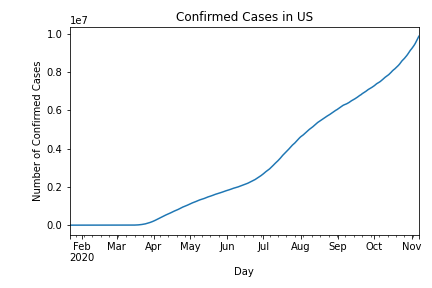 Confirmed Cases in US
1e7
1.0
0.8
0.6
0.4
0.2
0.0
Number of Confirmed Cases
Feb Mar Apr May Jun Jul Aug Sep Oct Nov
2020
Day